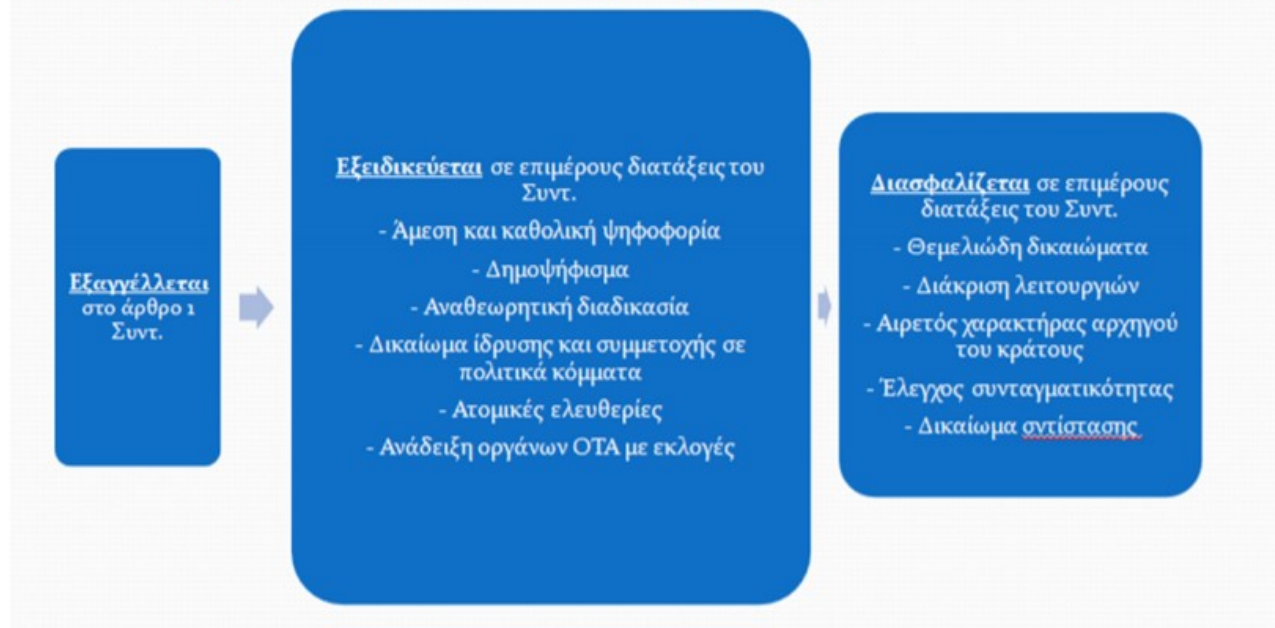 Εξαγγέλλεται
στο άρθρο 1
Συντ.
Εξειδικεύεται σε επιμέρους διατάξεις του
Συντ.
- Άμεση και καθολική ψηφοφορία
- Δημοψήφισμα
- Αναθεωρητική διαδικασία
- Δικαίωμα ίδρυσης και συμμετοχής σε
πολιτικά κόμματα
- Ατομικές ελευθερίες
- Ανάδειξη οργάνων ΟΤΑ με εκλογές
Διασφαλίζεται σε επιμέρους
διατάξεις του Συντ.
- Θεμελιώδη δικαιώματα
- Διάκριση λειτουργιών
- Αιρετός χαρακτήρας αρχηγού
του κράτους
- Έλεγχος συνταγματικότητας
- Δικαίωμα σντίστασης